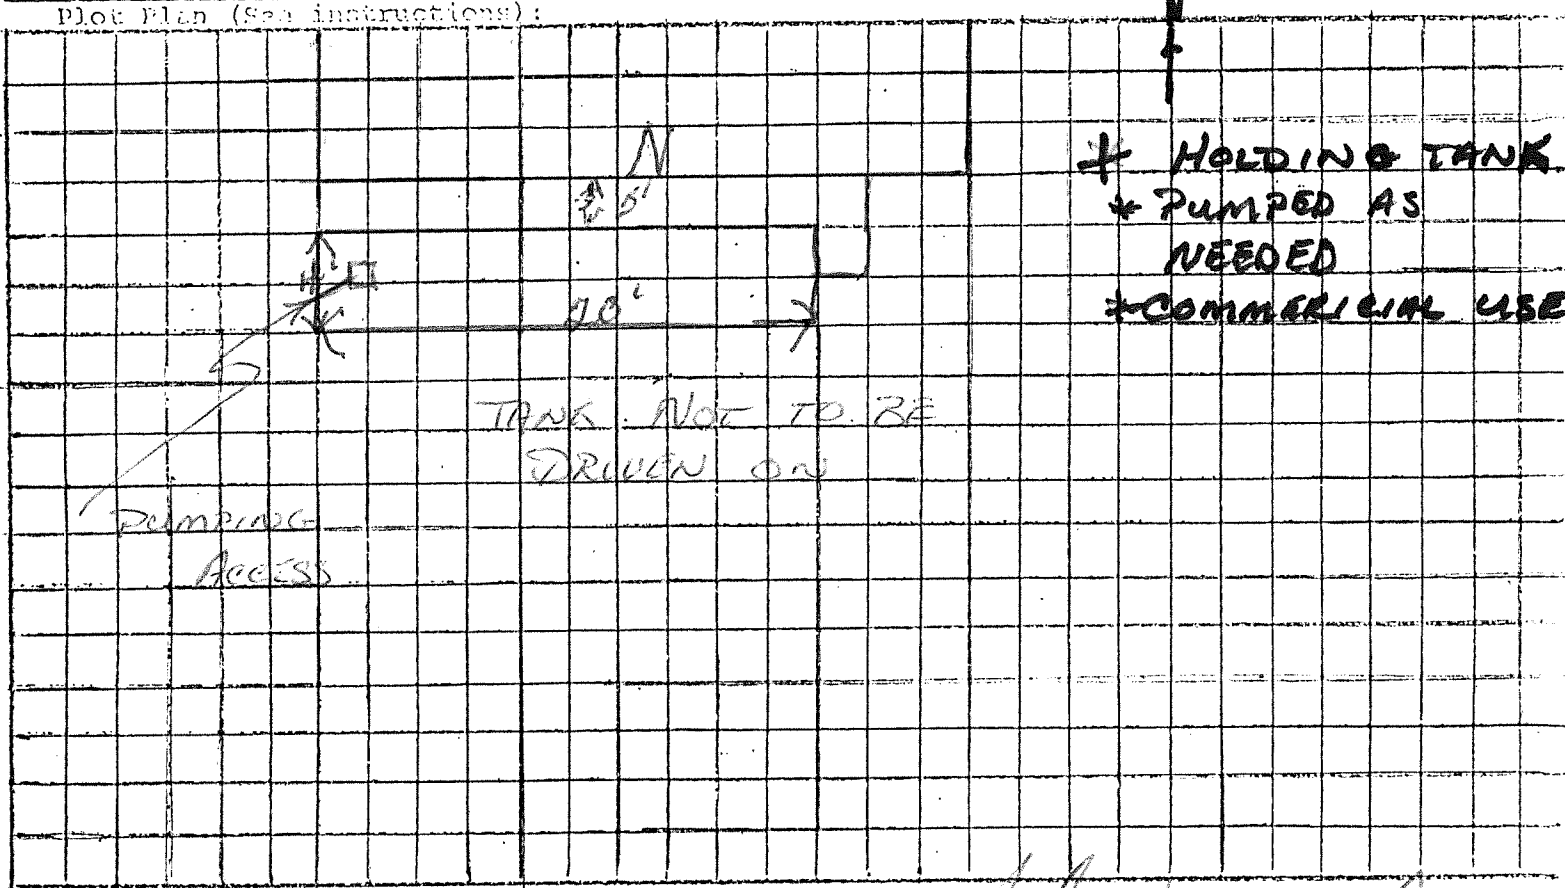 Plot Plan (See instructions):
N
5'
* HOLDING TANK
* PUMPED AS
NEEDED
* COMMERICIAL USE
TANK NOT TO BE
DRIVEN ON
PUMPING
ACCESS